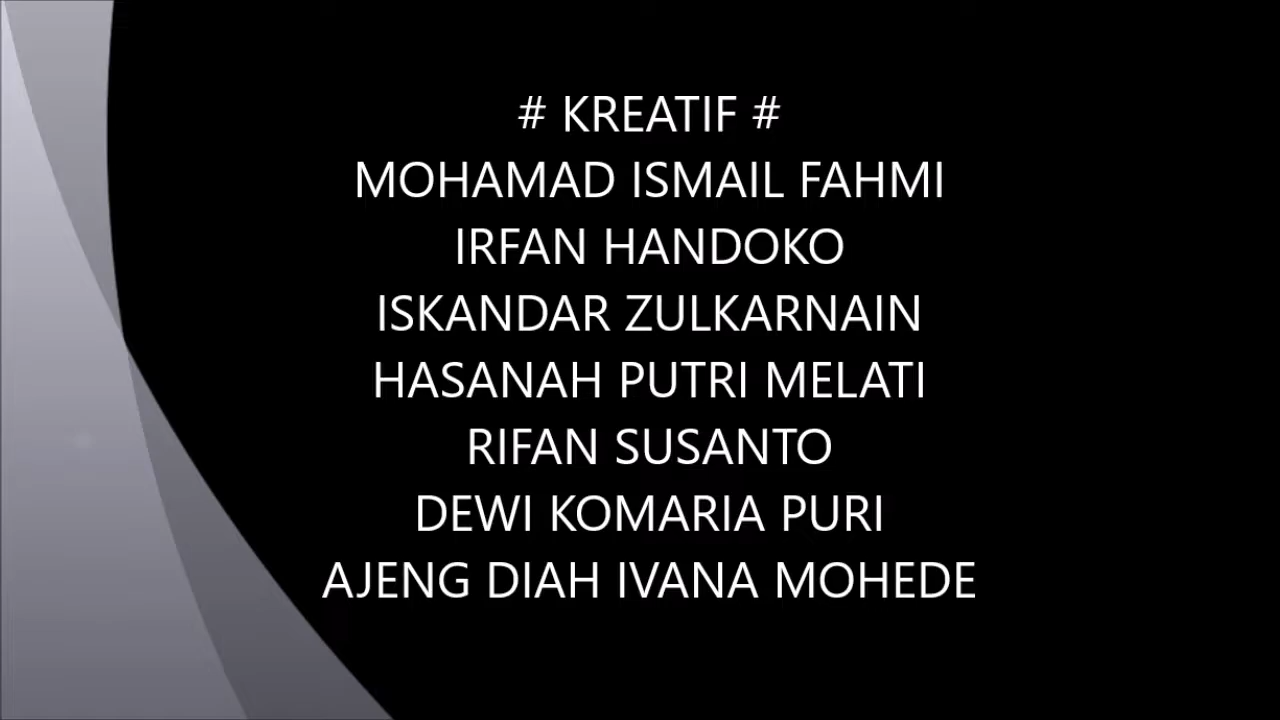 # KREATIF #
MOHAMAD ISMAIL FAHMI
IRFAN HANDOKO
ISKANDAR ZULKARNAIN
HASANAH PUTRI MELATI
RIFAN SUSANTO
DEWI KOMARIA PURI
AJENG DIAH IVANA MOHEDE